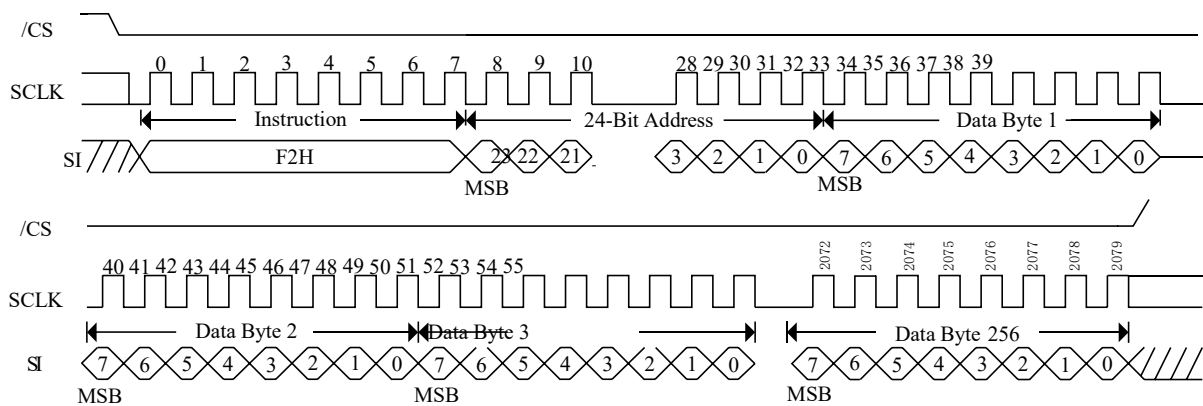 /CS
0 1 2 3 4 5 6 7 8 9 10 28 29 30 31 32 33 34 35 36 37 38 39
SCLK
Instruction 24-Bit Address Data Byte 1
SI F2H 23 22 21 3 2 1 0 7 6 5 4 3 2 1 0
MSB MSB
/CS
2072 2073 2074 2075 2076 2077 2078 2079
40 41 42 43 44 45 46 47 48 49 50 51 52 53 54 55
SCLK
Data Byte 2 Data Byte 3 Data Byte 256
SI 7 6 5 4 3 2 1 0 7 6 5 4 3 2 1 0 7 6 5 4 3 2 1 0
MSB MSB MSB